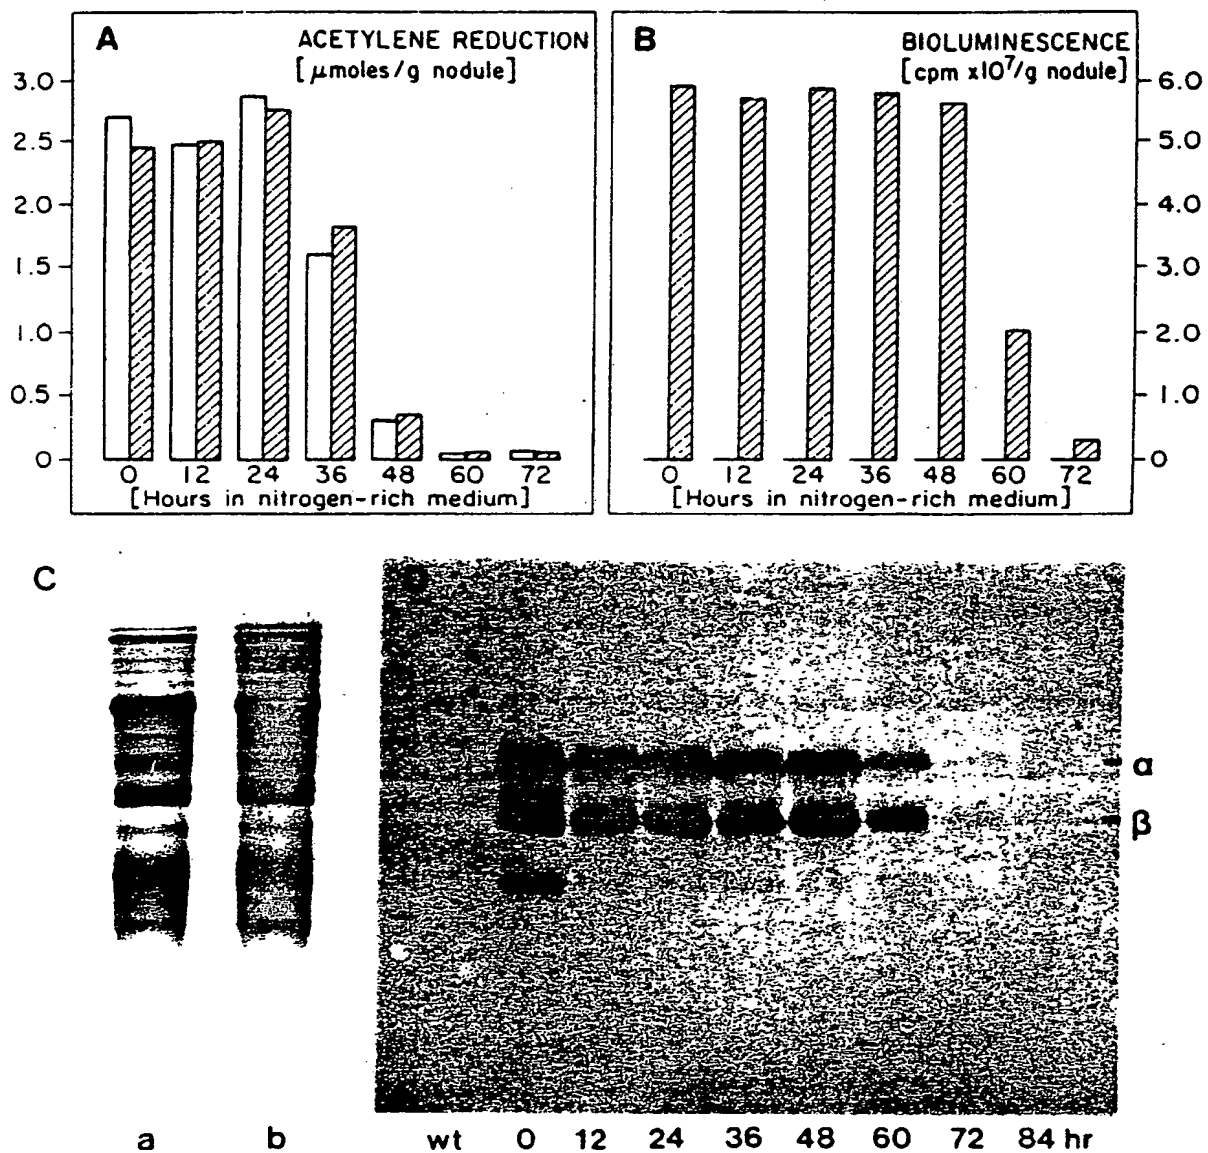 A
ACETYLENE REDUCTION
[μmoles/g nodule]
3.0
2.5
2.0
1.5
1.0
0.5
0
0 12 24 36 48 60 72
[Hours in nitrogen-rich medium]
B
BIOLUMINESCENCE
[cpm x10⁷/g nodule]
6.0
5.0
4.0
3.0
2.0
1.0
0
0 12 24 36 48 60 72
[Hours in nitrogen-rich medium]
C
a b
D
α
β
wt 0 12 24 36 48 60 72 84 hr